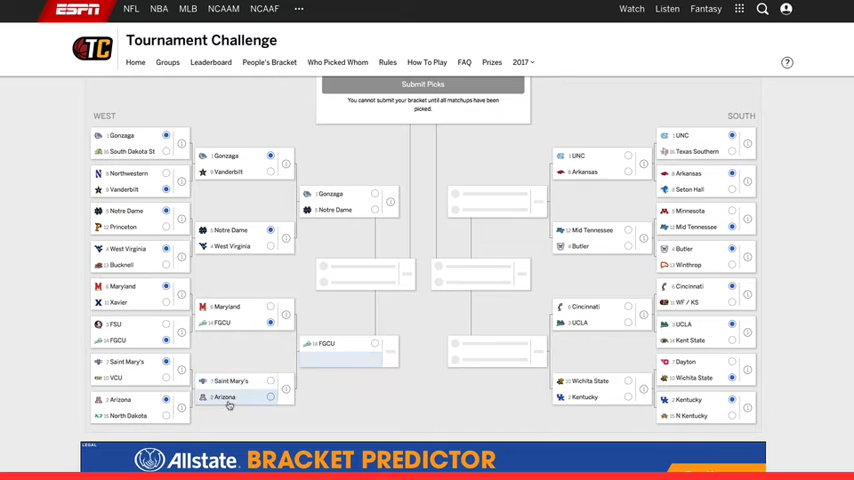 ESPN NFL NBA MLB NCAAM NCAAF ••• Watch Listen Fantasy
TC Tournament Challenge
Home Groups Leaderboard People's Bracket Who Picked Whom Rules How To Play FAQ Prizes 2017
Submit Picks
You cannot submit your bracket until all matchups have been
picked.
WEST
1 Gonzaga
16 South Dakota St
8 Northwestern
9 Vanderbilt
5 Notre Dame
12 Princeton
4 West Virginia
13 Bucknell
6 Maryland
11 Xavier
3 FSU
14 FGCU
7 Saint Mary's
10 VCU
2 Arizona
15 North Dakota
1 Gonzaga
9 Vanderbilt
5 Notre Dame
4 West Virginia
6 Maryland
14 FGCU
7 Saint Mary's
2 Arizona
1 Gonzaga
5 Notre Dame
14 FGCU
1 UNC
8 Arkansas
12 Mid Tennessee
4 Butler
6 Cincinnati
3 UCLA
10 Wichita State
2 Kentucky
SOUTH
1 UNC
16 Texas Southern
8 Arkansas
9 Seton Hall
5 Minnesota
12 Mid Tennessee
4 Butler
13 Winthrop
6 Cincinnati
11 WF / KS
3 UCLA
14 Kent State
7 Dayton
10 Wichita State
2 Kentucky
15 N Kentucky
LEGAL
Allstate. BRACKET PREDICTOR